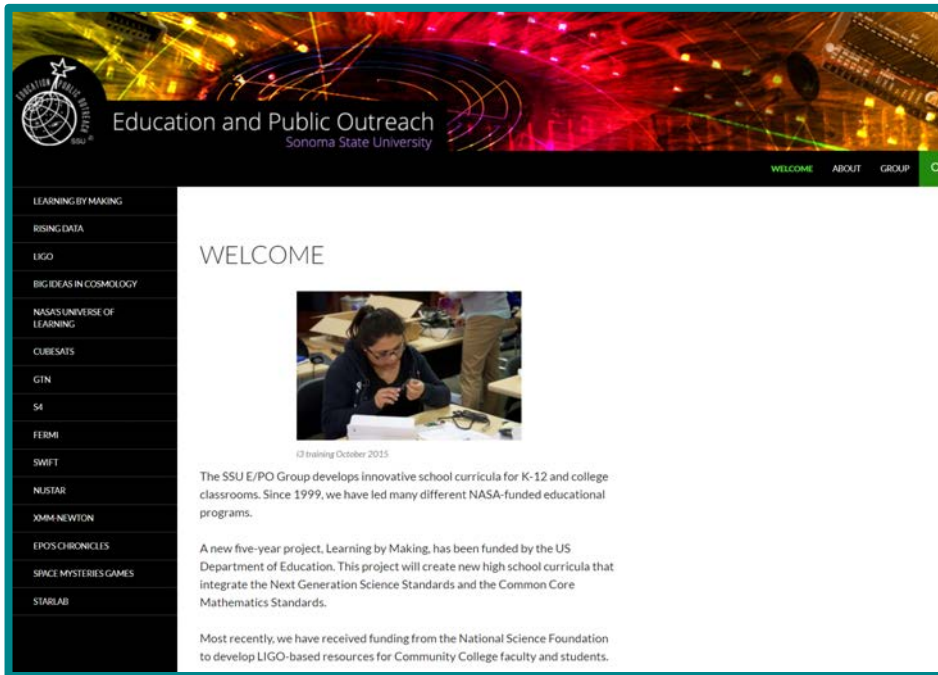 EDUCATION PUBLIC OUTREACH
SSU ®
Education and Public Outreach
Sonoma State University
WELCOME ABOUT GROUP
LEARNING BY MAKING
RISING DATA
LIGO
BIG IDEAS IN COSMOLOGY
NASA'S UNIVERSE OF
LEARNING
CUBESATS
GTN
S4
FERMI
SWIFT
NUSTAR
XMM-NEWTON
EPO'S CHRONICLES
SPACE MYSTERIES GAMES
STARLAB
WELCOME
i3 training October 2015
The SSU E/PO Group develops innovative school curricula for K-12 and college
classrooms. Since 1999, we have led many different NASA-funded educational
programs.
A new five-year project, Learning by Making, has been funded by the US
Department of Education. This project will create new high school curricula that
integrate the Next Generation Science Standards and the Common Core
Mathematics Standards.
Most recently, we have received funding from the National Science Foundation
to develop LIGO-based resources for Community College faculty and students.